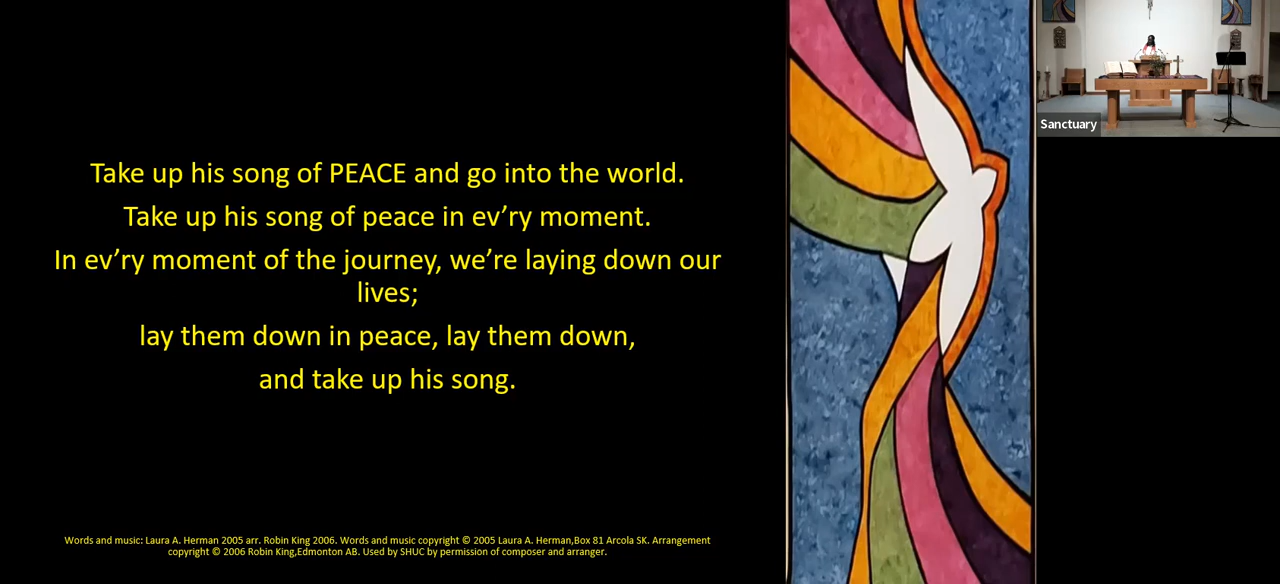 Take up his song of PEACE and go into the world.
Take up his song of peace in ev’ry moment.
In ev’ry moment of the journey, we’re laying down our
lives;
lay them down in peace, lay them down,
and take up his song.
Words and music: Laura A. Herman 2005 arr. Robin King 2006. Words and music copyright © 2005 Laura A. Herman,Box 81 Arcola SK. Arrangement
copyright © 2006 Robin King,Edmonton AB. Used by SHUC by permission of composer and arranger.
Sanctuary